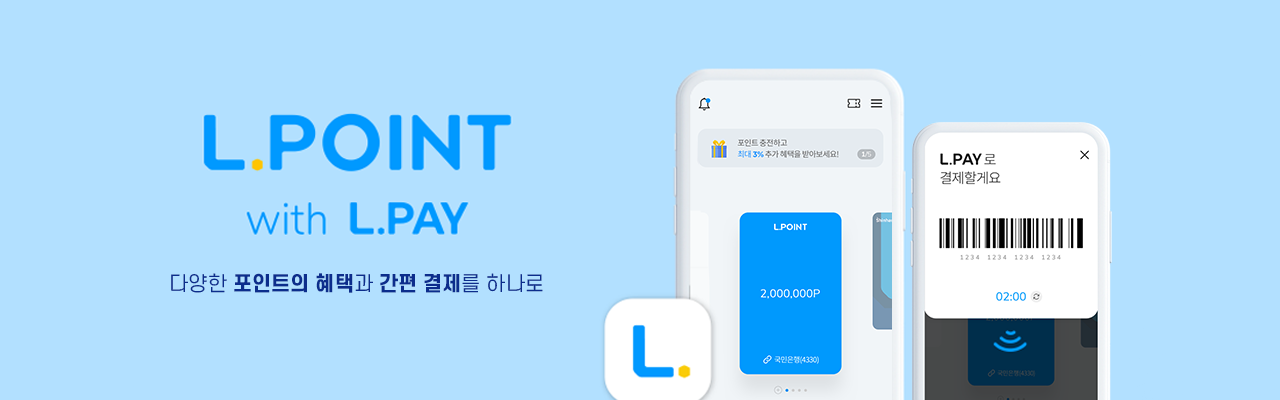 L.POINT
with L.PAY
다양한 포인트의 혜택과 간편 결제를 하나로
L.
포인트 충전하고
최대 3% 추가 혜택을 받아보세요!
1/5
L.POINT
2,000,000P
국민은행(4330)
Shinhan
L.PAY로
결제할게요
1234 1234 1234 1234
02:00
국민은행(4330)